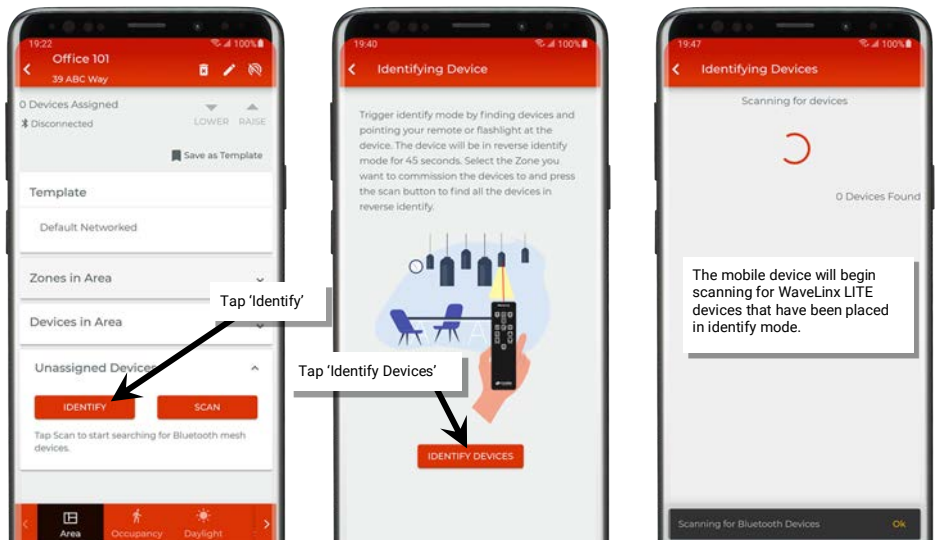 19:22
100%
Office 101
39 ABC Way
0 Devices Assigned
Disconnected
LOWER RAISE
Save as Template
Template
Default Networked
Zones in Area
Devices in Area
Unassigned Devices
IDENTIFY SCAN
Tap Scan to start searching for Bluetooth mesh
devices.
Area Occupancy Daylight
Tap ‘Identify’
19:40
100%
Identifying Device
Trigger identify mode by finding devices and
pointing your remote or flashlight at the
device. The device will be in reverse identify
mode for 45 seconds. Select the Zone you
want to commission the devices to and press
the scan button to find all the devices in
reverse identify.
Tap ‘Identify Devices’
IDENTIFY DEVICES
19:47
100%
Identifying Devices
Scanning for devices
0 Devices Found
The mobile device will begin
scanning for WaveLinx LITE
devices that have been placed
in identify mode.
Scanning for Bluetooth Devices Ok